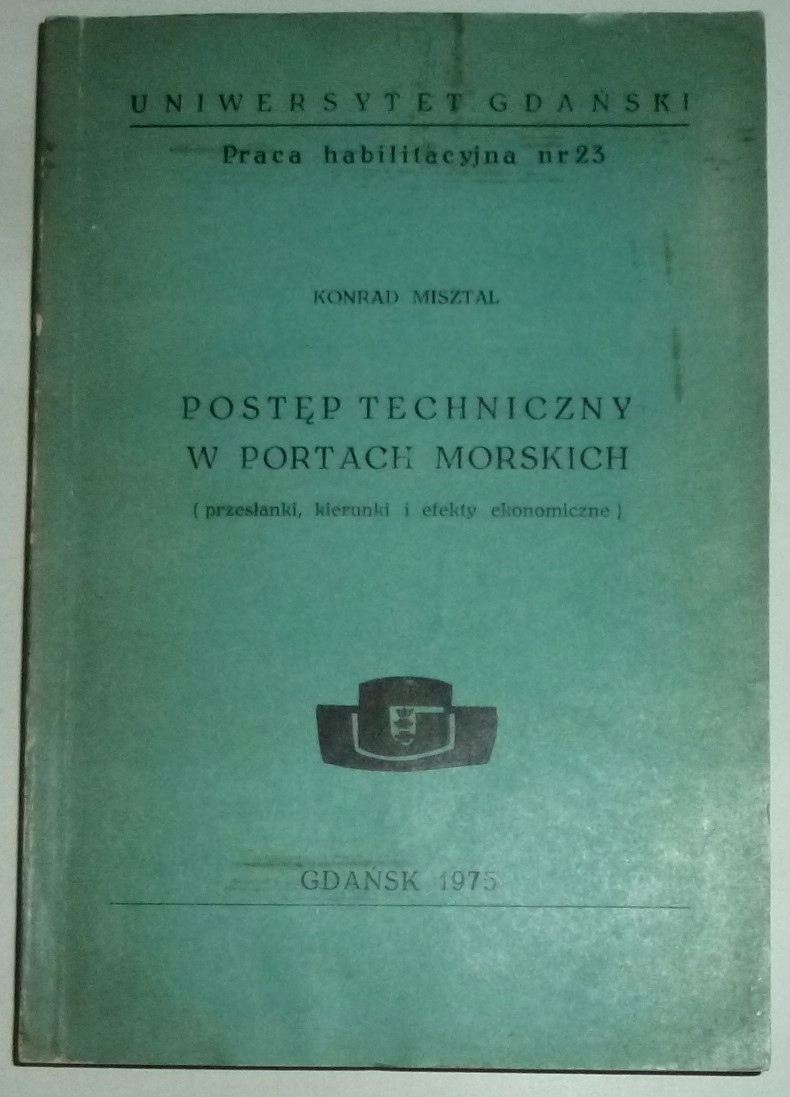 UNIWERSYTET GDAŃSKI
Praca habilitacyjna nr 23
KONRAD MISZTAL
POSTĘP TECHNICZNY
W PORTACH MORSKICH
( przesłanki, kierunki i efekty ekonomiczne )
GDAŃSK 1975